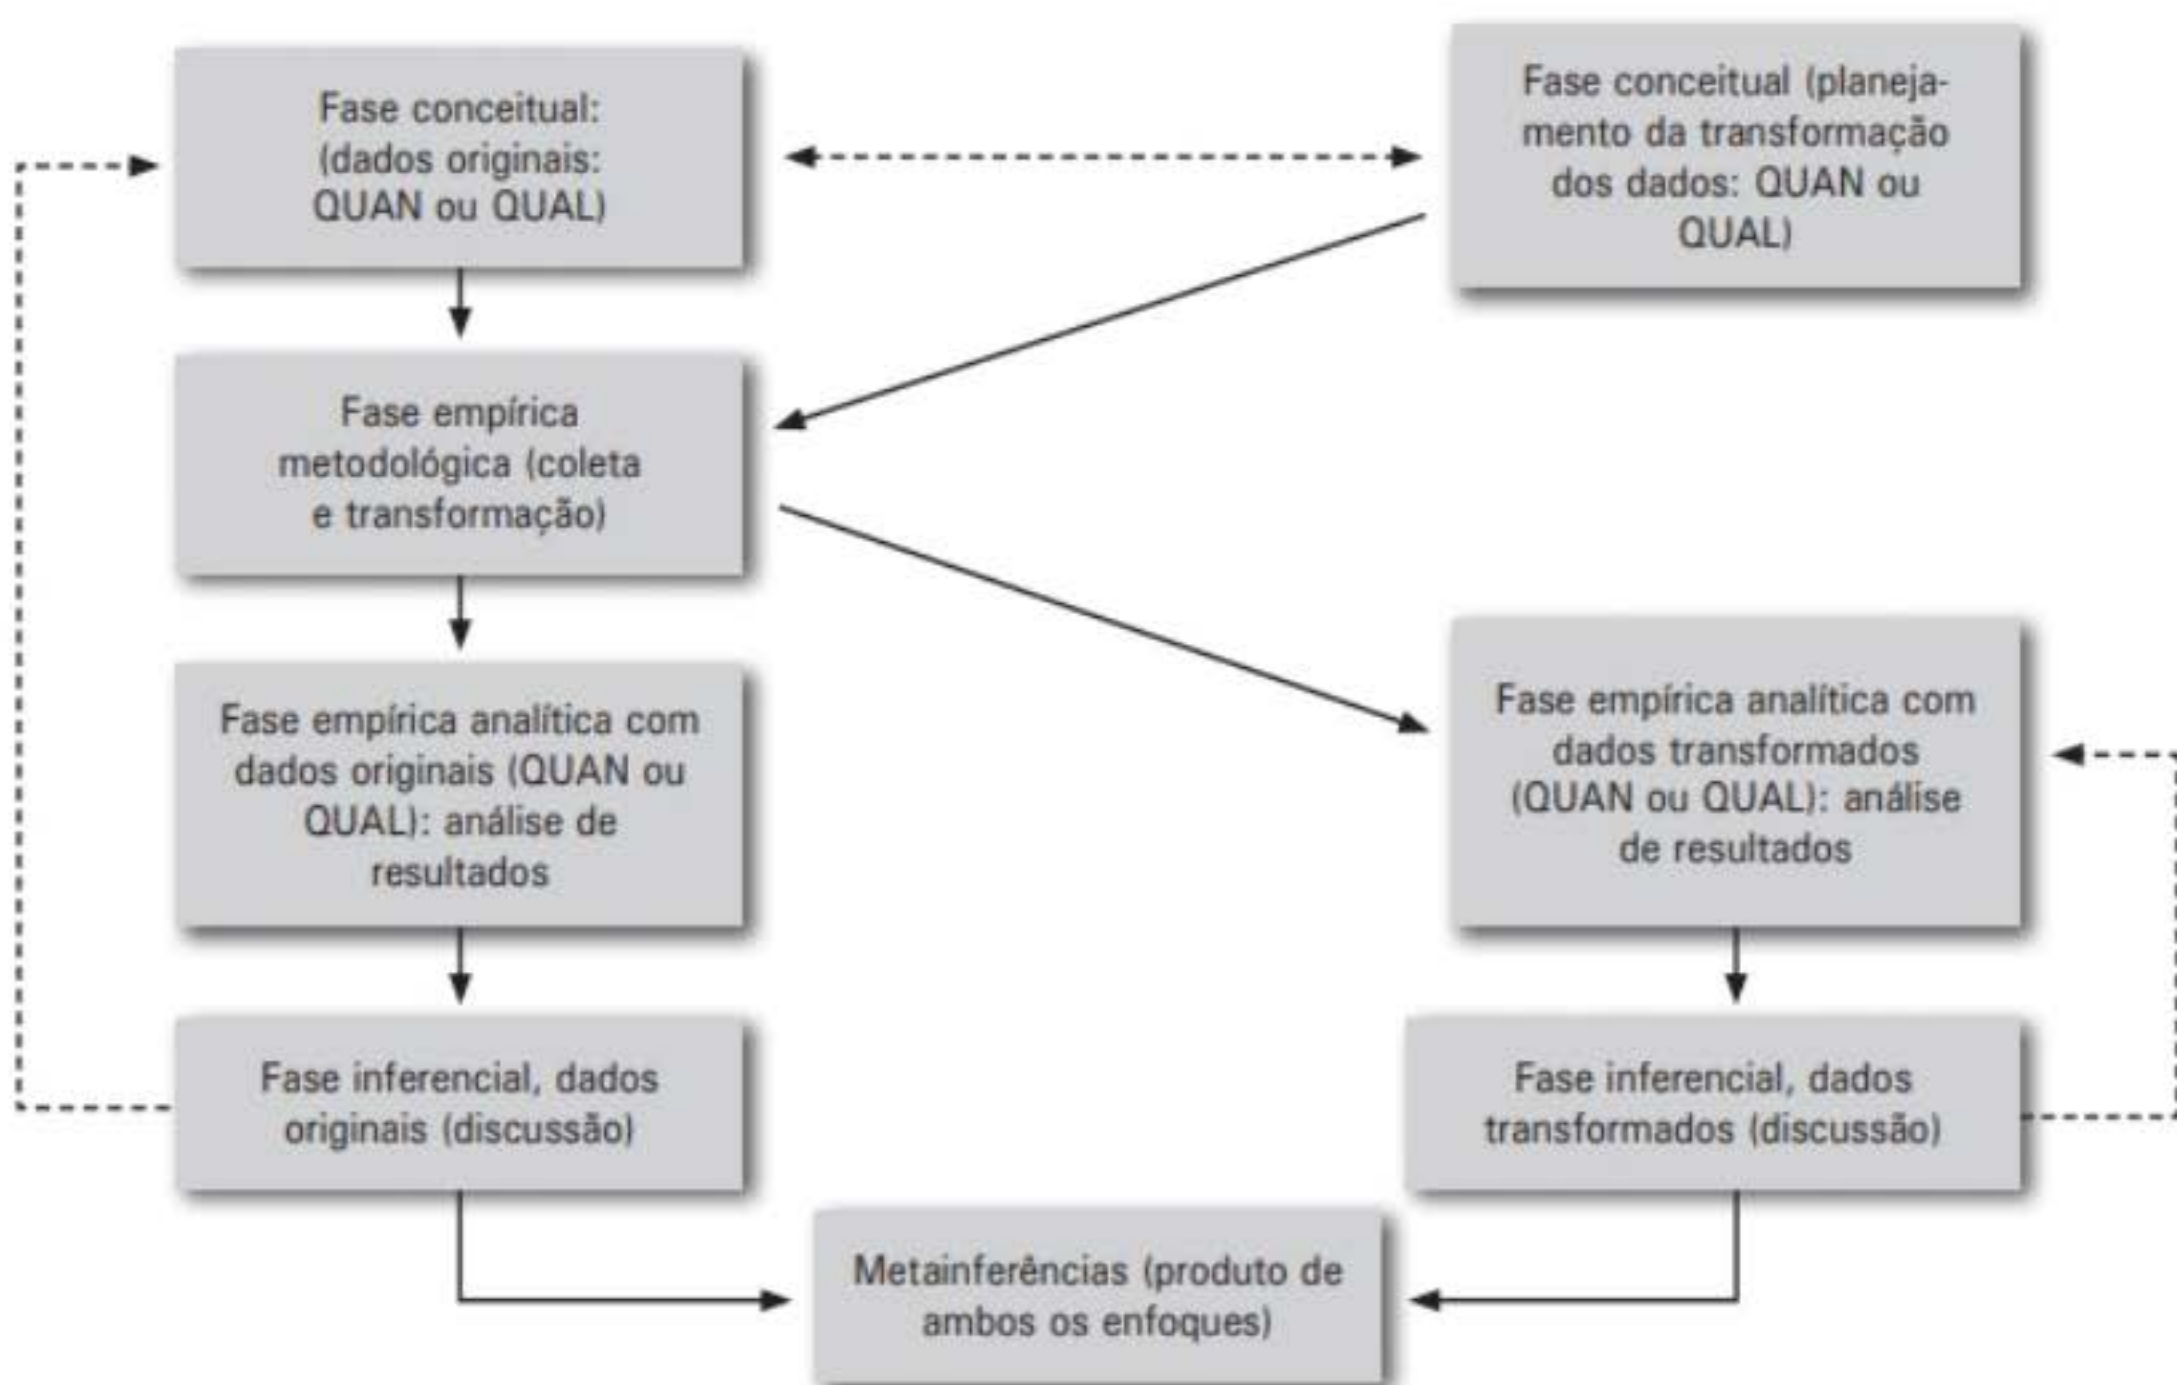 Fase conceitual:
(dados originais:
QUAN ou QUAL)
Fase conceitual (planeja-
mento da transformação
dos dados: QUAN ou
QUAL)
Fase empírica
metodológica (coleta
e transformação)
Fase empírica analítica com
dados originais (QUAN ou
QUAL): análise de
resultados
Fase empírica analítica com
dados transformados
(QUAN ou QUAL): análise
de resultados
Fase inferencial, dados
originais (discussão)
Fase inferencial, dados
transformados (discussão)
Metainferências (produto de
ambos os enfoques)